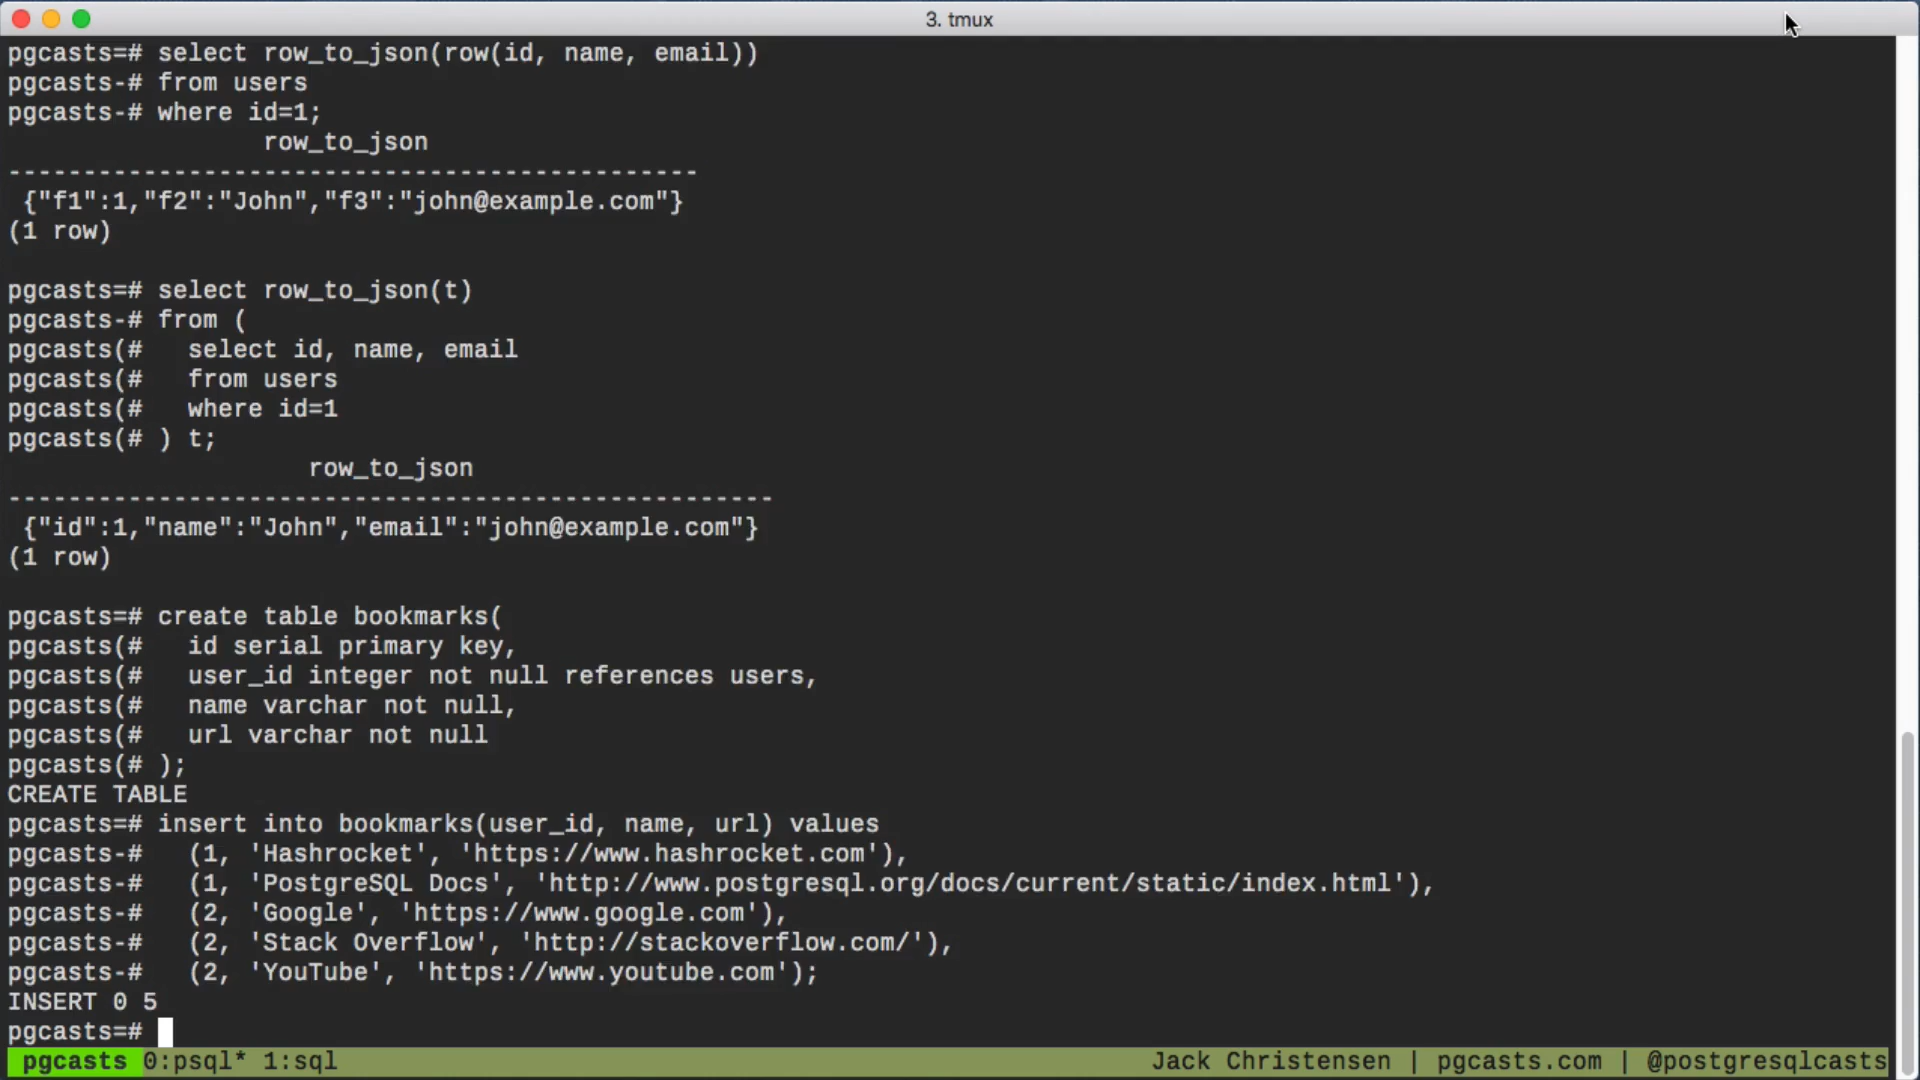 3. tmux
pgcasts=# select row_to_json(row(id, name, email))
pgcasts-# from users
pgcasts-# where id=1;
row_to_json
----------------------------------------------
{"f1":1,"f2":"John","f3":"john@example.com"}
(1 row)
pgcasts=# select row_to_json(t)
pgcasts-# from (
pgcasts(#   select id, name, email
pgcasts(#   from users
pgcasts(#   where id=1
pgcasts(# ) t;
row_to_json
---------------------------------------------------
{"id":1,"name":"John","email":"john@example.com"}
(1 row)
pgcasts=# create table bookmarks(
pgcasts(#   id serial primary key,
pgcasts(#   user_id integer not null references users,
pgcasts(#   name varchar not null,
pgcasts(#   url varchar not null
pgcasts(# );
CREATE TABLE
pgcasts=# insert into bookmarks(user_id, name, url) values
pgcasts-#   (1, 'Hashrocket', 'https://www.hashrocket.com'),
pgcasts-#   (1, 'PostgreSQL Docs', 'http://www.postgresql.org/docs/current/static/index.html'),
pgcasts-#   (2, 'Google', 'https://www.google.com'),
pgcasts-#   (2, 'Stack Overflow', 'http://stackoverflow.com/'),
pgcasts-#   (2, 'YouTube', 'https://www.youtube.com');
INSERT 0 5
pgcasts=#
pgcasts 0:psql* 1:sql Jack Christensen | pgcasts.com | @postgresqlcasts